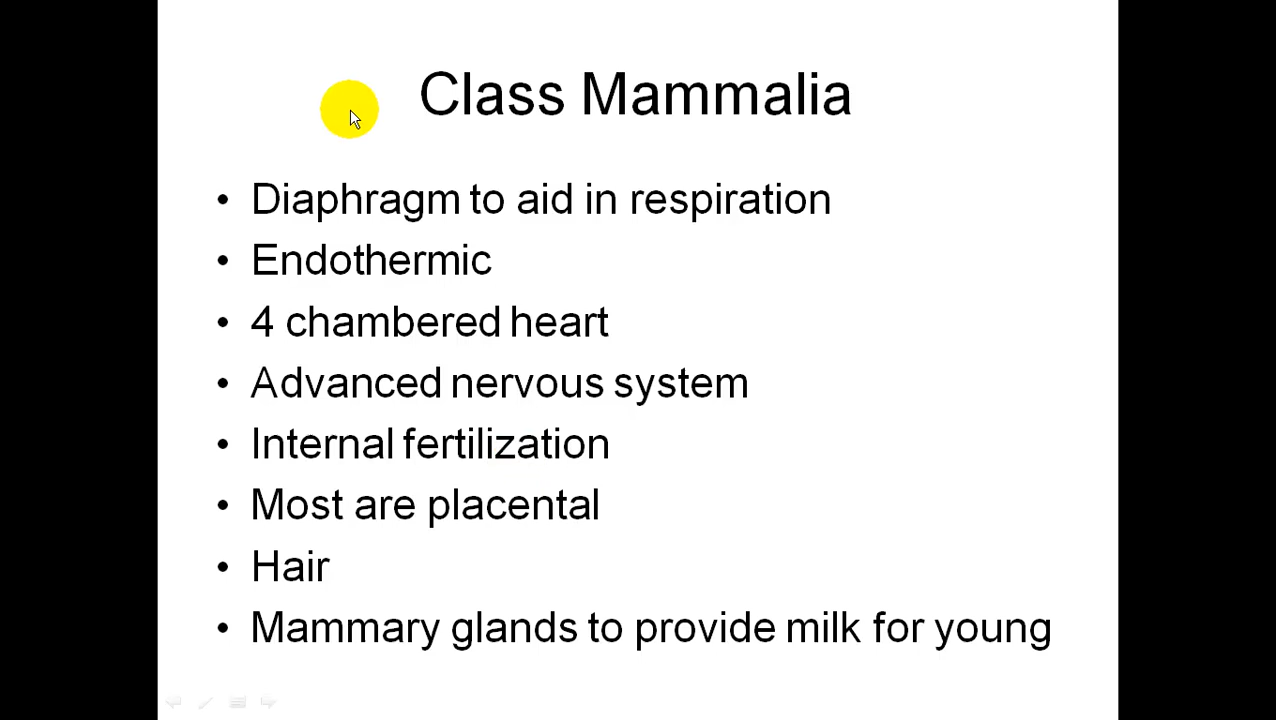 Class Mammalia
• Diaphragm to aid in respiration
• Endothermic
• 4 chambered heart
• Advanced nervous system
• Internal fertilization
• Most are placental
• Hair
• Mammary glands to provide milk for young